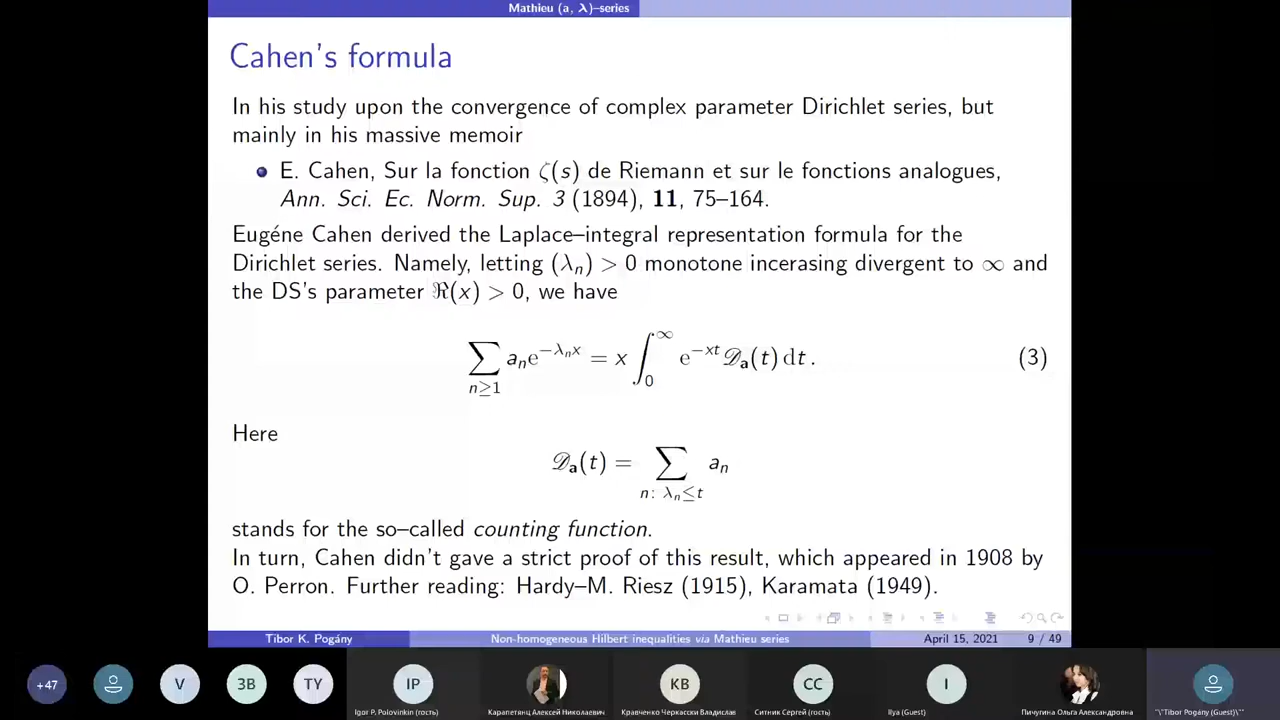 Mathieu (a, λ)–series
Cahen's formula
In his study upon the convergence of complex parameter Dirichlet series, but
mainly in his massive memoir
E. Cahen, Sur la fonction ζ(s) de Riemann et sur le fonctions analogues,
Ann. Sci. Ec. Norm. Sup. 3 (1894), 11, 75–164.
Eugéne Cahen derived the Laplace–integral representation formula for the
Dirichlet series. Namely, letting (λₙ) > 0 monotone incerasing divergent to ∞ and
the DS's parameter ℜ(x) > 0, we have
∑_{n≥1} aₙe^{−λₙx} = x ∫_0^∞ e^{−xt} 𝒟_𝐚(t) dt . (3)
Here
𝒟_𝐚(t) = ∑_{n: λₙ≤t} aₙ
stands for the so–called counting function.
In turn, Cahen didn't gave a strict proof of this result, which appeared in 1908 by
O. Perron. Further reading: Hardy–M. Riesz (1915), Karamata (1949).
Tibor K. Pogány Non-homogeneous Hilbert inequalities via Mathieu series April 15, 2021 9 / 49
+47 V ЗВ TY IP КВ СС I
Igor P. Polovinkin (гость) Карапетянц Алексей Николаевич Кравченко Черкасски Владислав Ситник Сергей (гость) Ilya (Guest) Пичугина Ольга Александровна "\"Tibor Pogány (Guest)\""